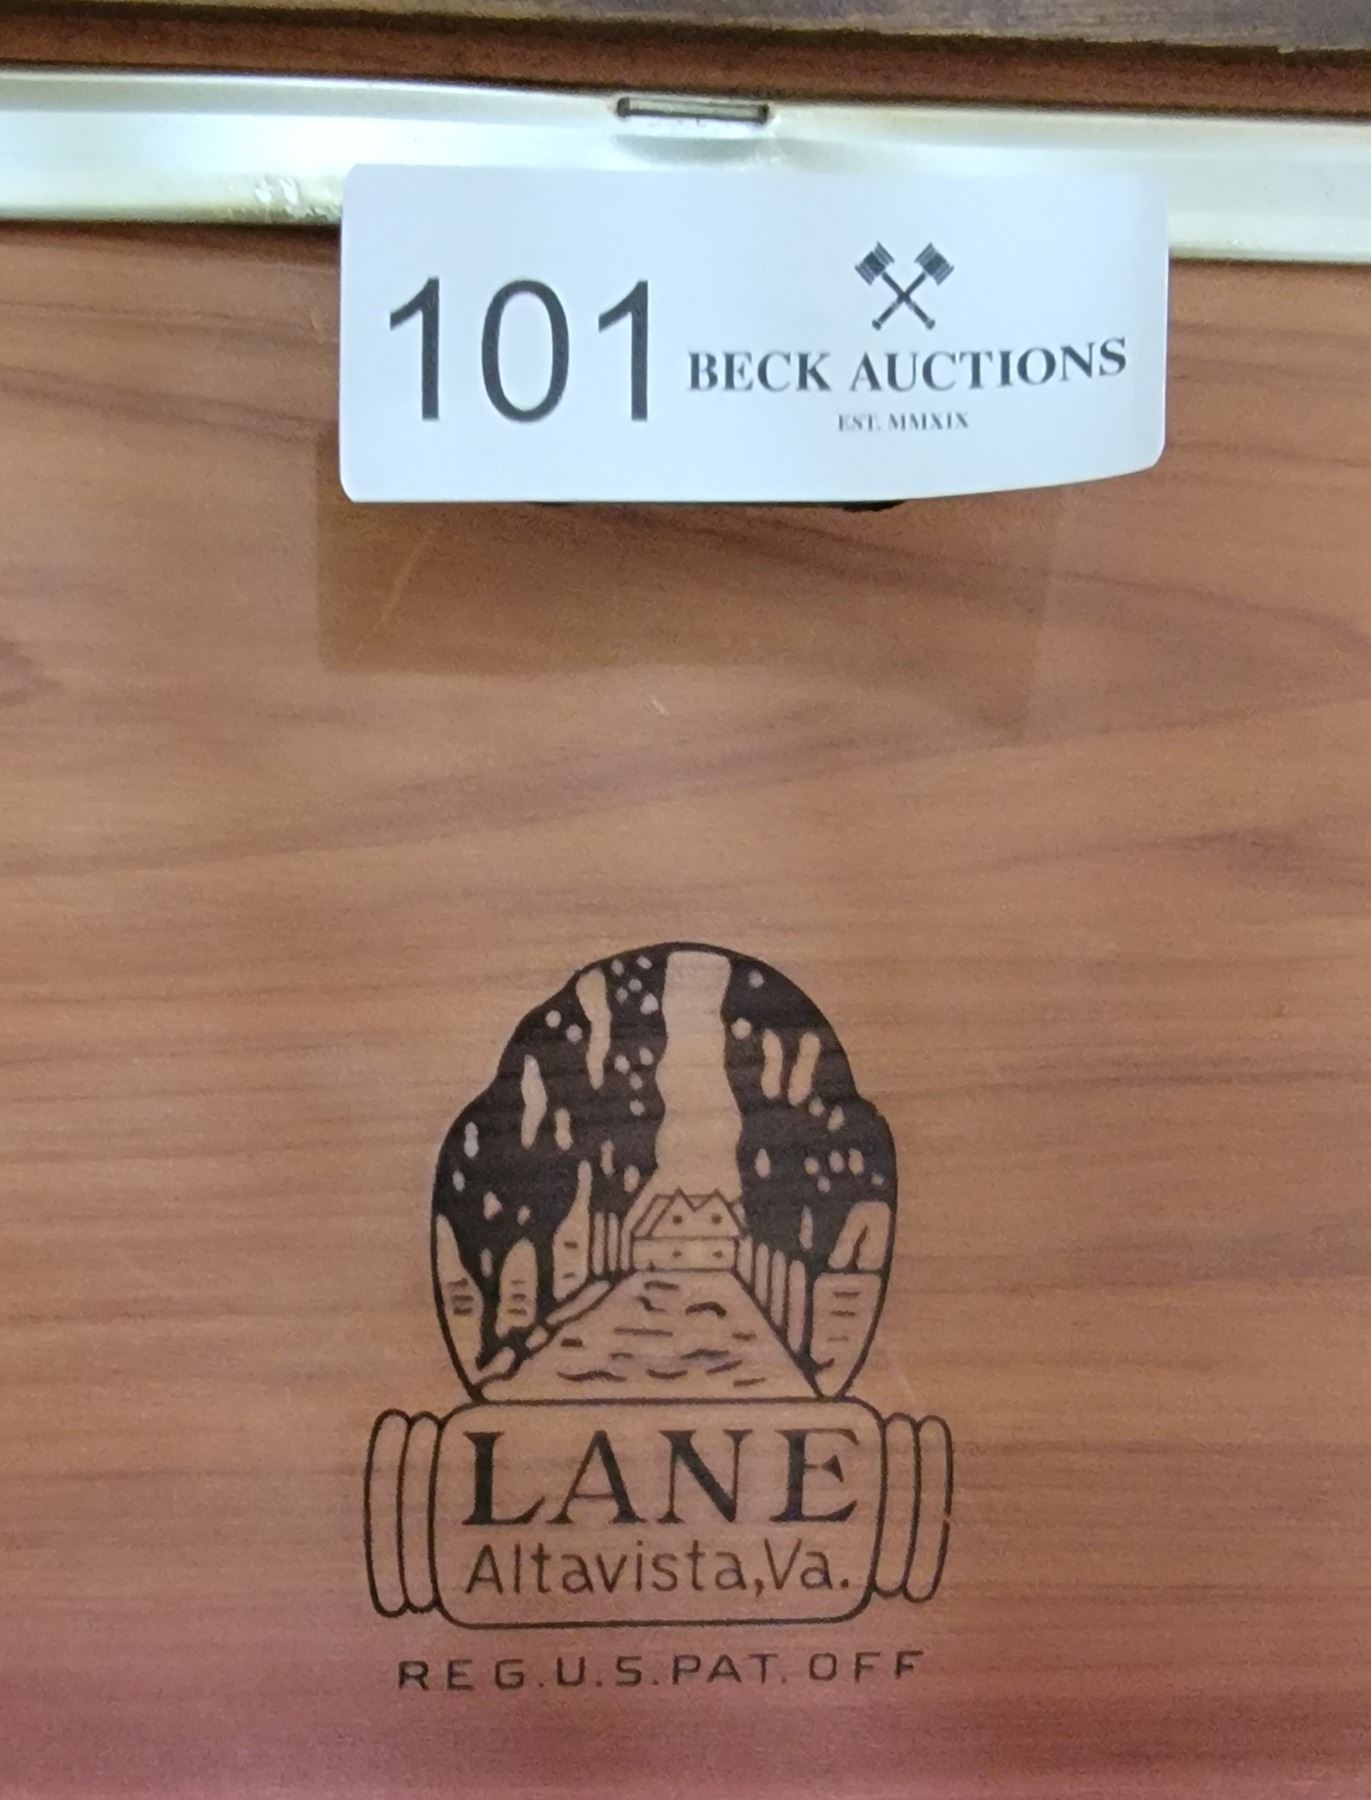 101
BECK AUCTIONS
EST. MMXIX
LANE
Altavista,Va.
REG.U.S.PAT. OFF